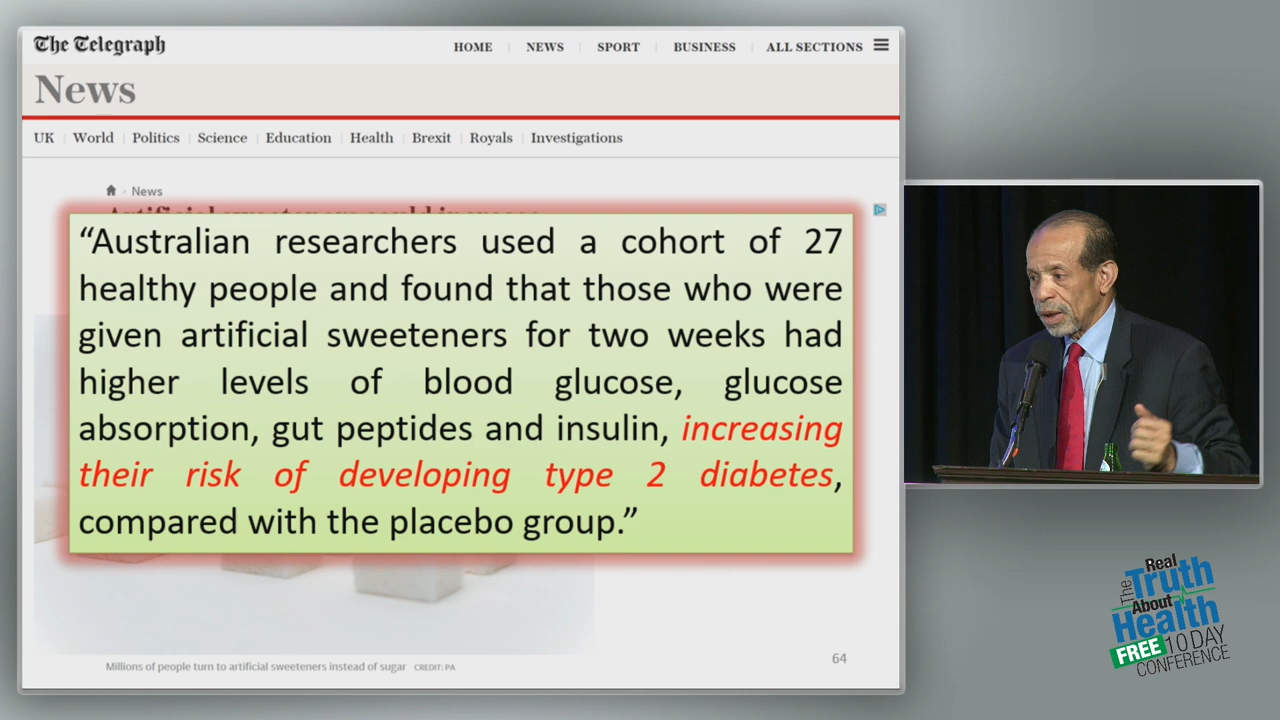 The Telegraph
HOME NEWS SPORT BUSINESS ALL SECTIONS
News
UK World Politics Science Education Health Brexit Royals Investigations
News
“Australian researchers used a cohort of 27
healthy people and found that those who were
given artificial sweeteners for two weeks had
higher levels of blood glucose, glucose
absorption, gut peptides and insulin, increasing
their risk of developing type 2 diabetes,
compared with the placebo group.”
Millions of people turn to artificial sweeteners instead of sugar CREDIT: PA
64
The Real
Truth
About
Health
FREE 10 DAY
CONFERENCE